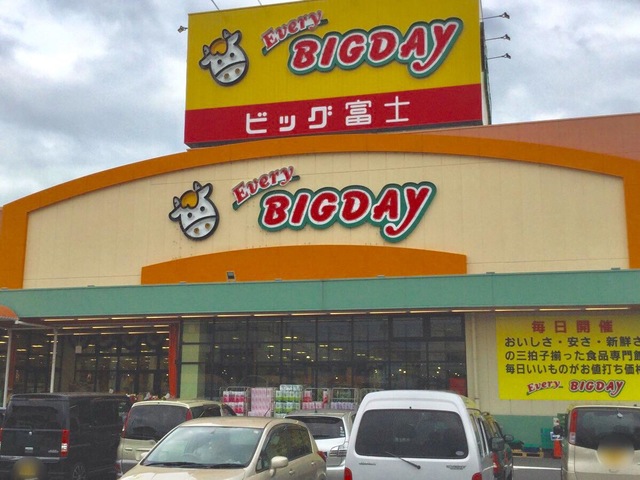 Every
BIGDAY
ビッグ富士
Every
BIGDAY
毎日開催
おいしさ・安さ・新鮮さ
の三拍子揃った食品専門館
毎日いいものがお値打ち価格
Every BIGDAY